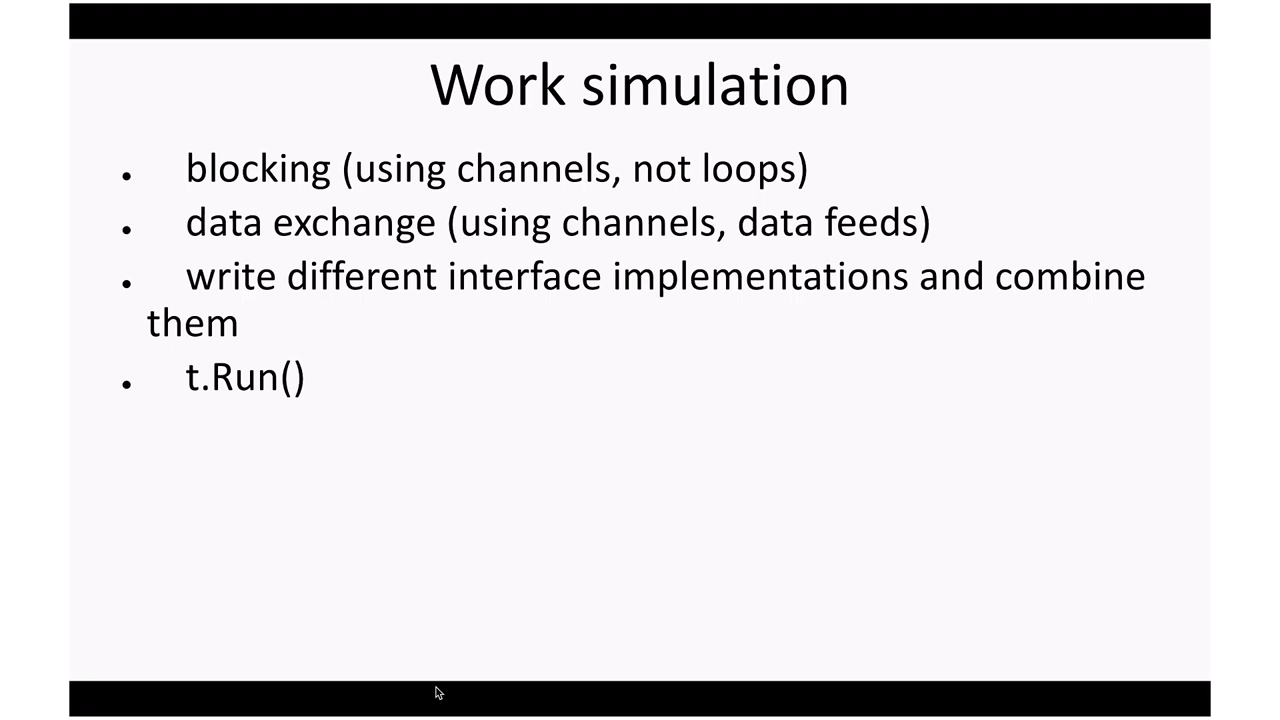 Work simulation
• blocking (using channels, not loops)
• data exchange (using channels, data feeds)
• write different interface implementations and combine
them
• t.Run()